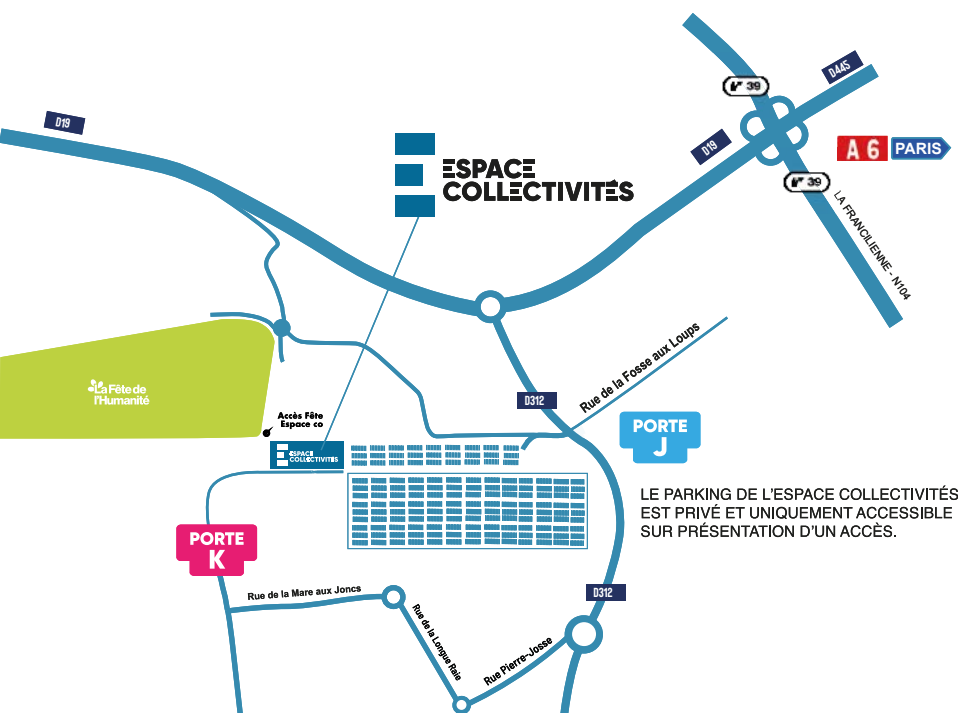 39
D445
D19
D19
A6 PARIS
ESPACE
COLLECTIVITÉS
39
LA FRANCILIENNE - N104
Rue de la Fosse aux Loups
La Fête de
l'Humanité
D312
Accès Fête
Espace co
PORTE
J
ESPACE
COLLECTIVITÉS
LE PARKING DE L'ESPACE COLLECTIVITÉS
EST PRIVÉ ET UNIQUEMENT ACCESSIBLE
SUR PRÉSENTATION D'UN ACCÈS.
PORTE
K
Rue de la Mare aux Joncs
D312
Rue de la Longue Raie
Rue Pierre-Josse